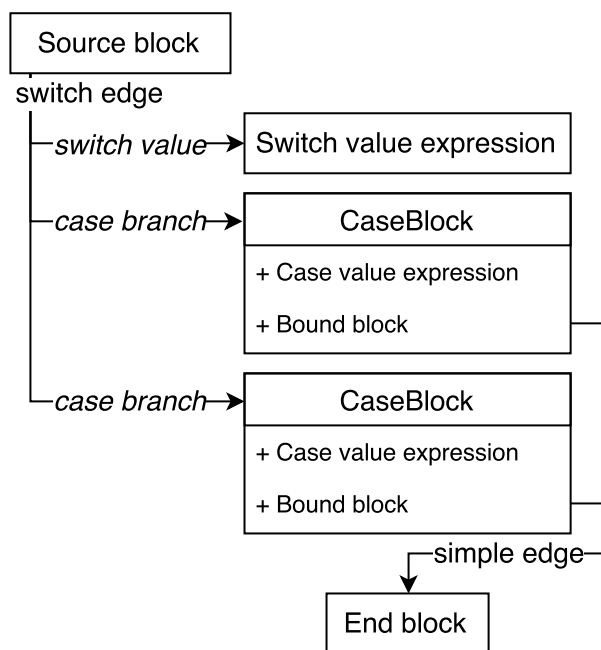 Source block
switch edge
switch value
Switch value expression
case branch
CaseBlock
+ Case value expression
+ Bound block
case branch
CaseBlock
+ Case value expression
+ Bound block
simple edge
End block